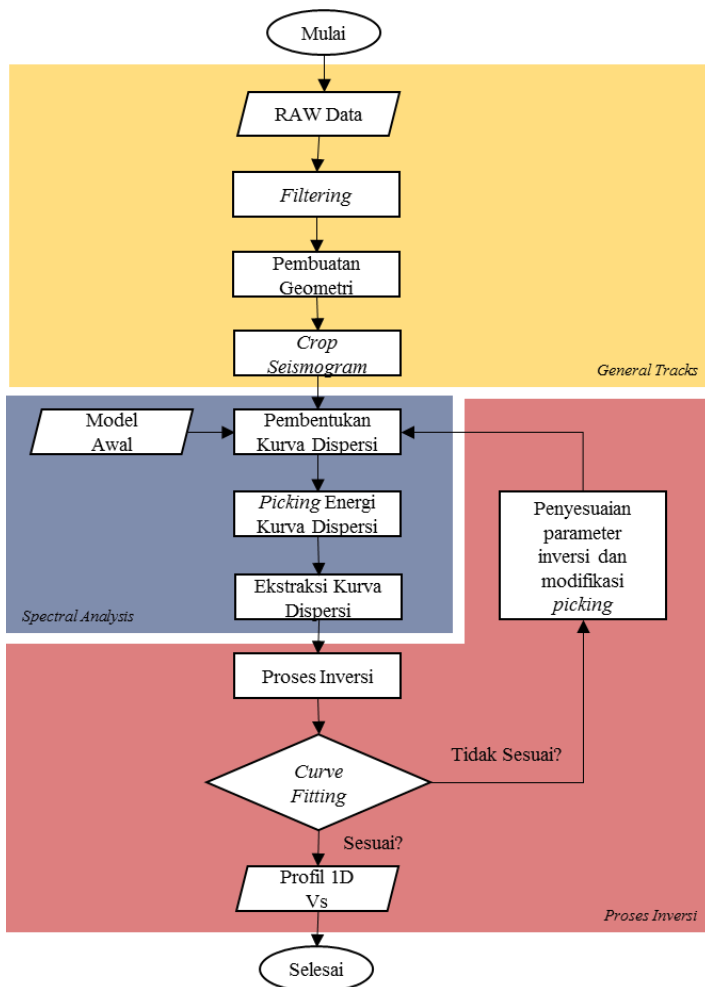 Mulai
RAW Data
Filtering
Pembuatan
Geometri
Crop
Seismogram
General Tracks
Model
Awal
Pembentukan
Kurva Dispersi
Picking Energi
Kurva Dispersi
Ekstraksi Kurva
Dispersi
Spectral Analysis
Penyesuaian
parameter
inversi dan
modifikasi
picking
Proses Inversi
Curve
Fitting
Tidak Sesuai?
Sesuai?
Profil 1D
Vs
Proses Inversi
Selesai